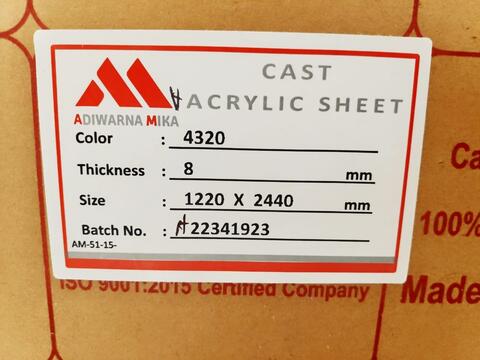 CAST
A ACRYLIC SHEET
ADIWARNA MIKA
Color : 4320
Thickness : 8 mm
Size : 1220 X 2440 mm
Batch No. : A 22341923
AM-51-15-
Ca
100%
ISO 9001:2015 Certified Company
Made